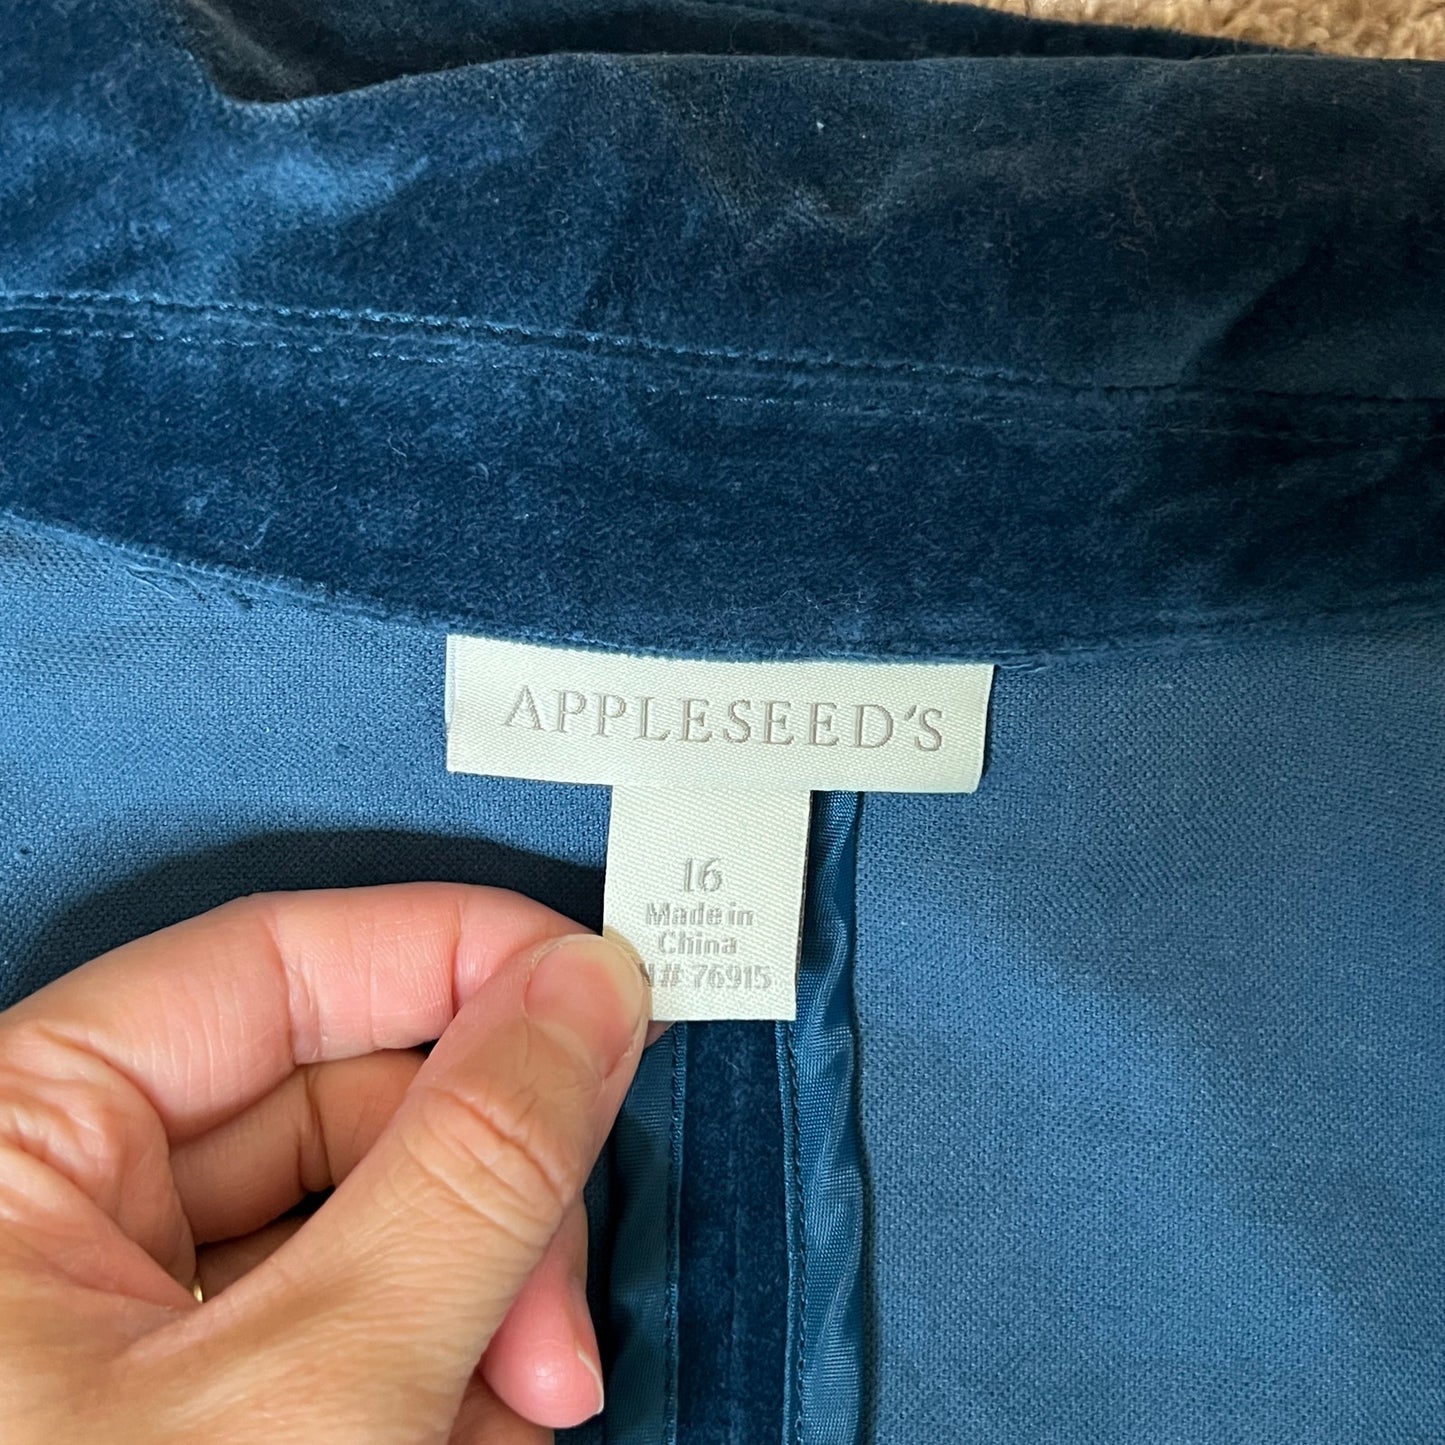 APPLESEED'S
16
Made in
China
N# 76915